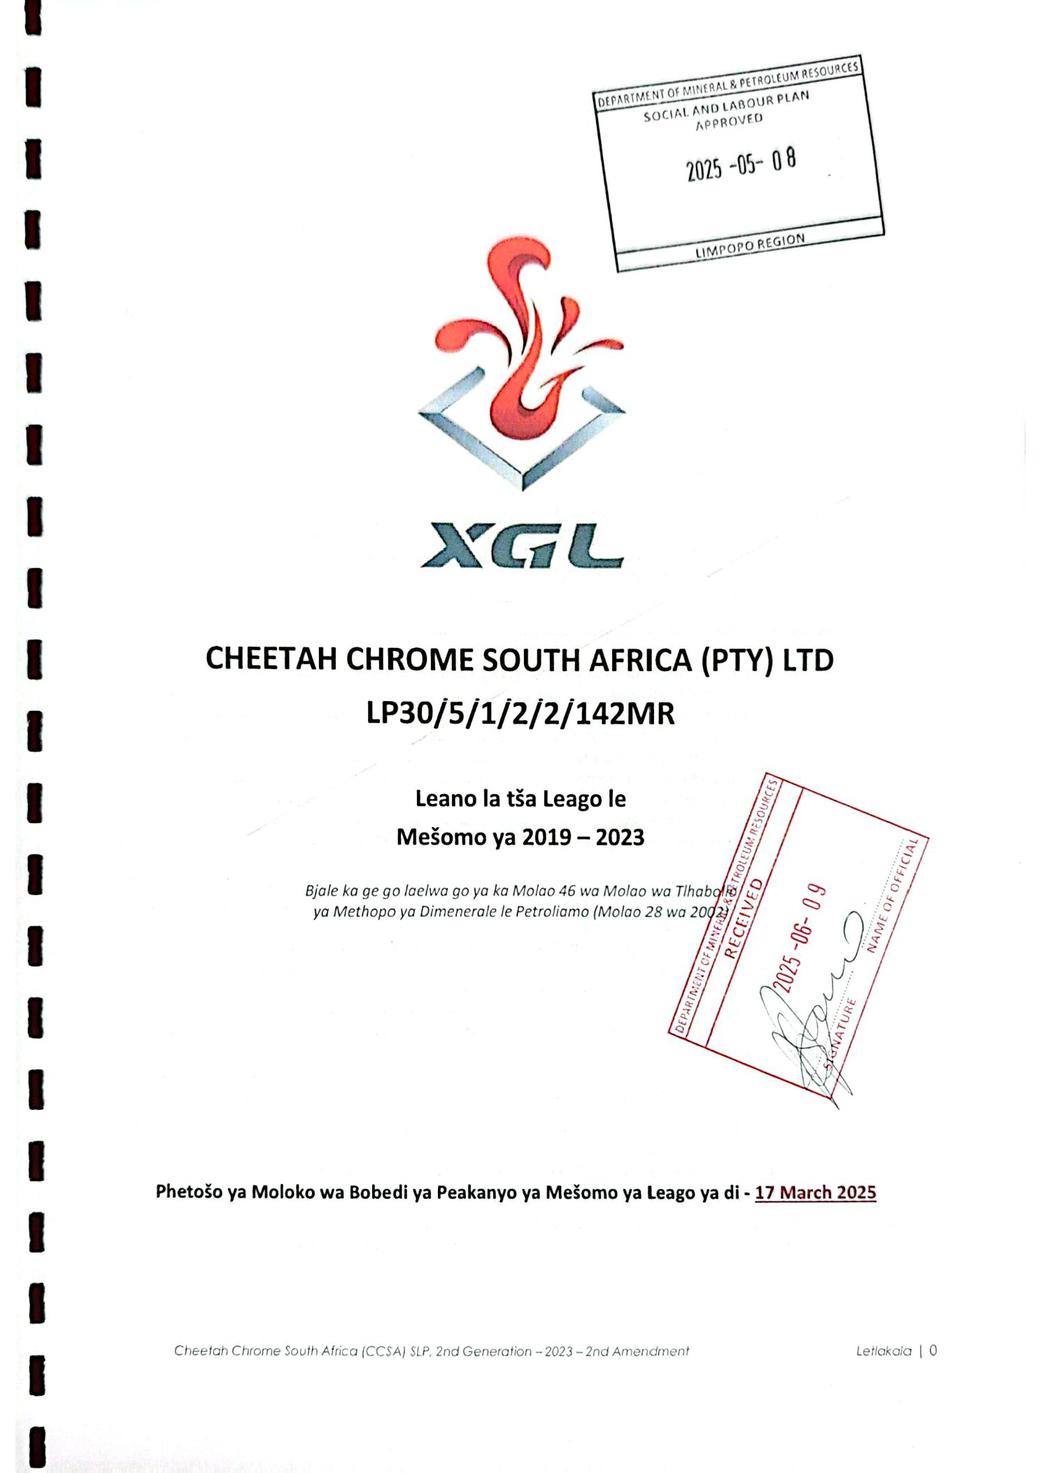 DEPARTMENT OF MINERAL & PETROLEUM RESOURCES
SOCIAL AND LABOUR PLAN
APPROVED
2025 -05- 08
LIMPOPO REGION
XGL
CHEETAH CHROME SOUTH AFRICA (PTY) LTD
LP30/5/1/2/2/142MR
Leano la tša Leago le
Mešomo ya 2019 – 2023
Bjale ka ge go laelwa go ya ka Molao 46 wa Molao wa Tlhabollo
ya Methopo ya Dimenerale le Petroliamo (Molao 28 wa 2002)
DEPARTMENT OF MINERAL & PETROLEUM RESOURCES
RECEIVED
2025 -06- 09
SIGNATURE
NAME OF OFFICIAL
Phetošo ya Moloko wa Bobedi ya Peakanyo ya Mešomo ya Leago ya di - 17 March 2025
Cheetah Chrome South Africa (CCSA) SLP, 2nd Generation – 2023 – 2nd Amendment
Letlakala | 0